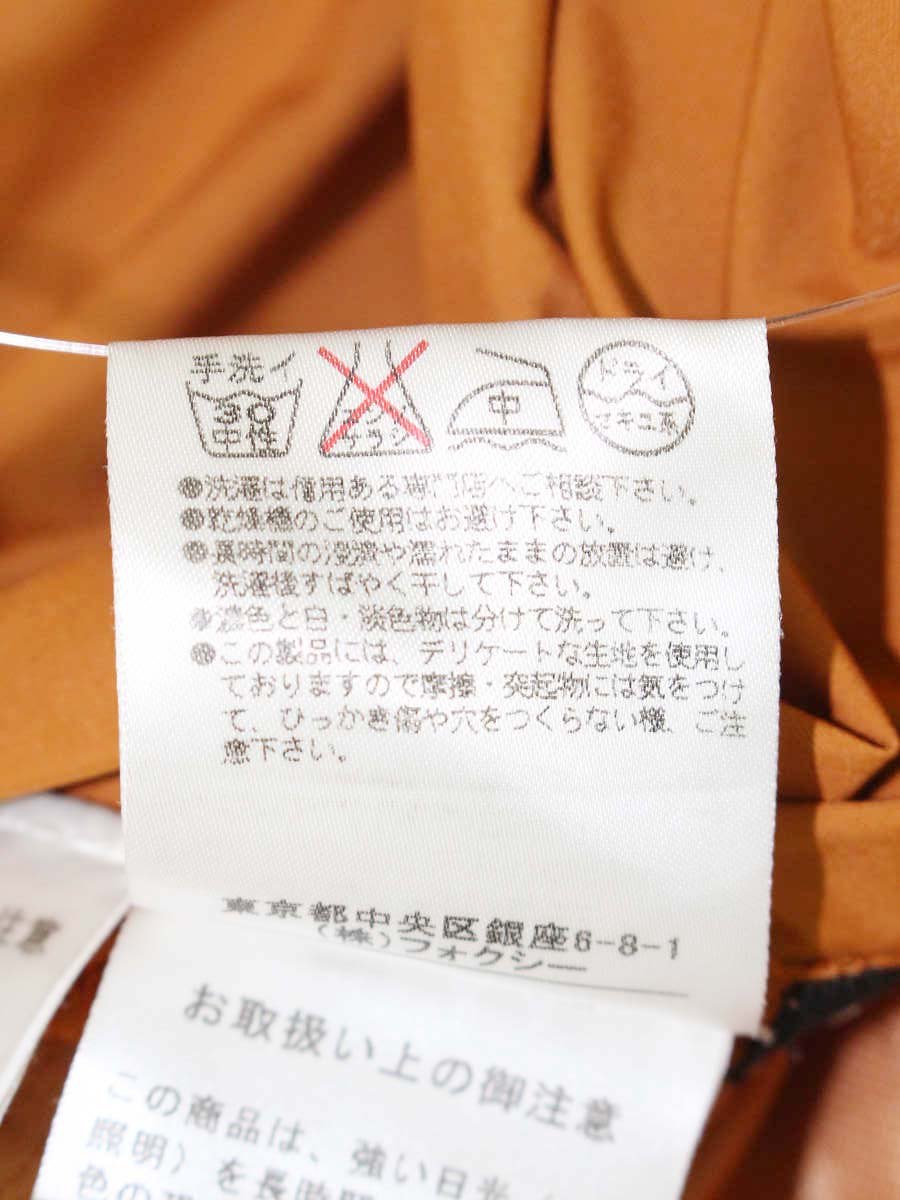 手洗イ
30
中性
エンソ
サラシ
中
ドライ
セキユ系
●洗濯は信用ある専門店へご相談下さい。
●乾燥機のご使用はお避け下さい。
●長時間の浸漬や濡れたままの放置は避け、
洗濯後すばやく干して下さい。
●濃色と白・淡色物は分けて洗って下さい。
●この製品には、デリケートな生地を使用し
ておりますので摩擦・突起物には気をつけ
て、ひっかき傷や穴をつくらない様、ご注
意下さい。
東京都中央区銀座6-8-1
(株)フォクシー
注意
お取扱い上の御注意
この商品は、強い日光
照明)を長時間
色の